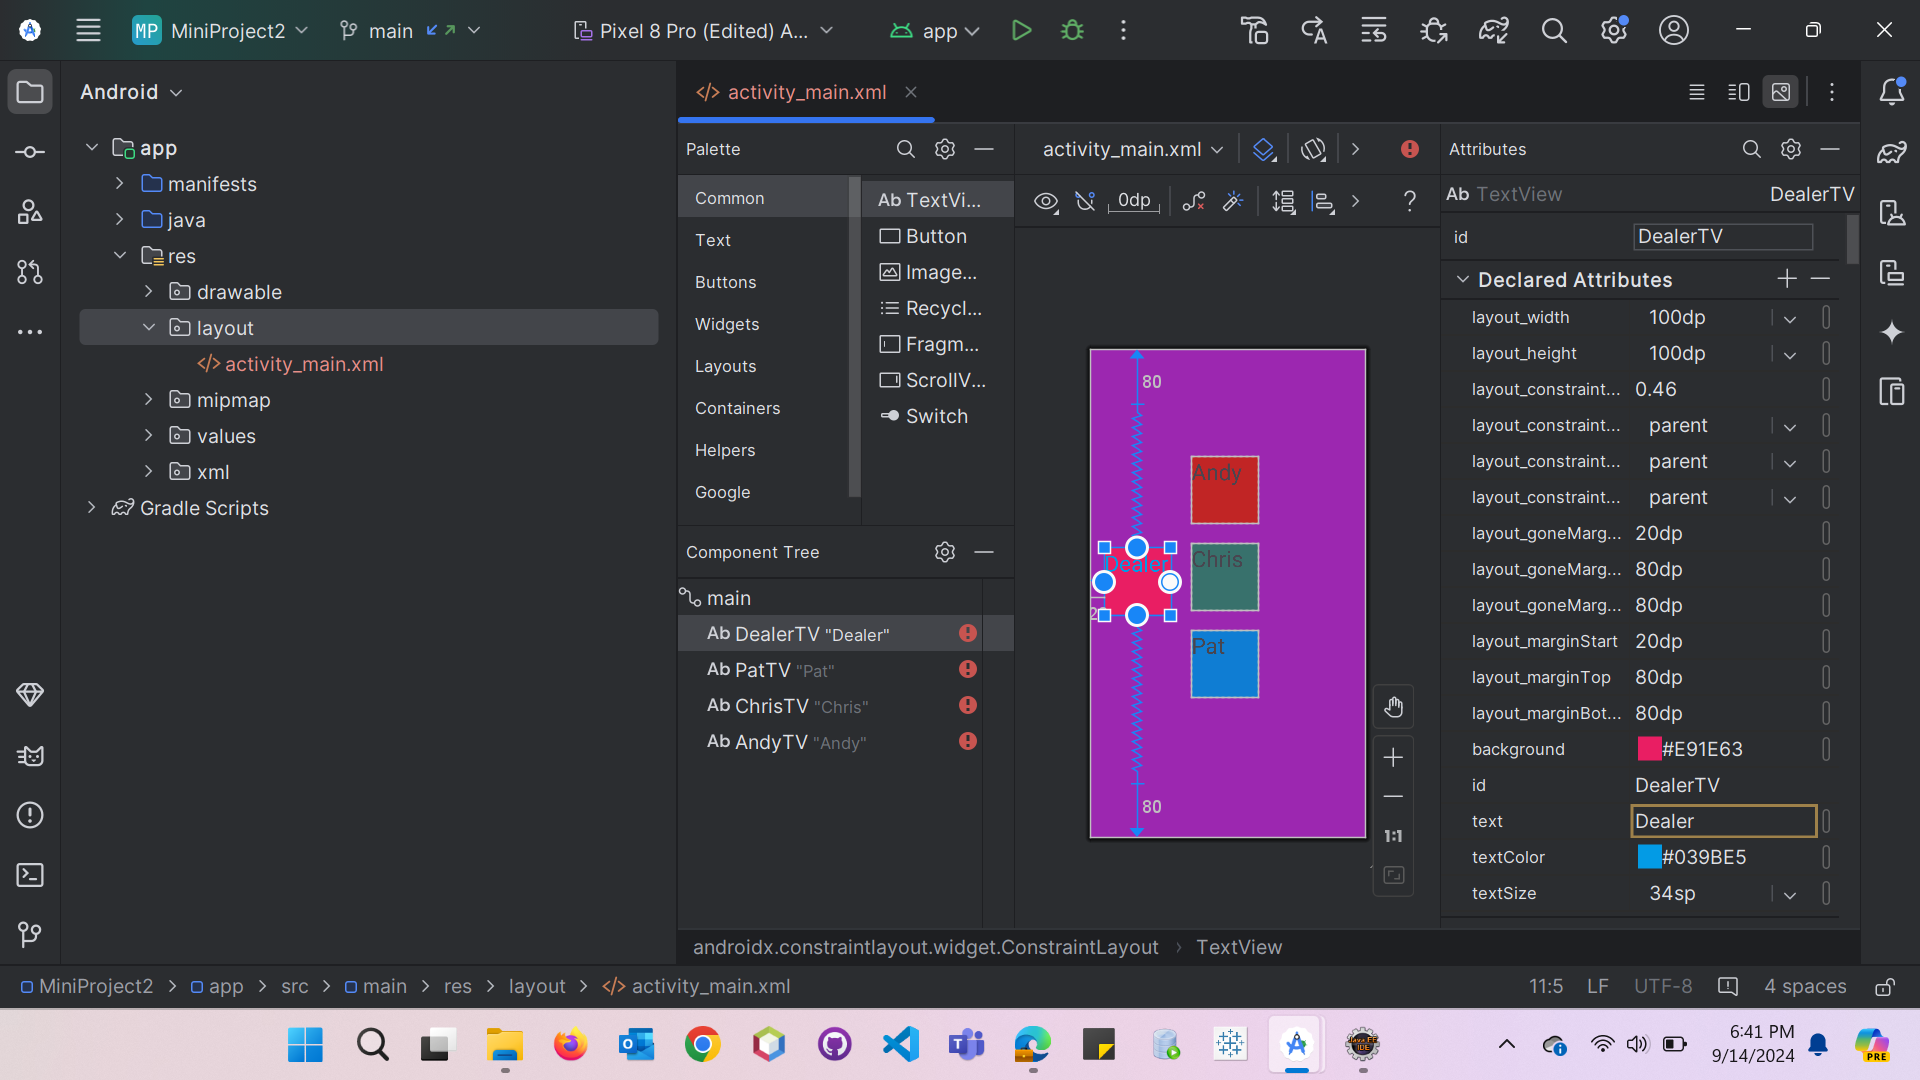 MP MiniProject2
main
Pixel 8 Pro (Edited) A...
app
Android
app
manifests
java
res
drawable
layout
</> activity_main.xml
mipmap
values
xml
Gradle Scripts
</> activity_main.xml
Palette
Common
Text
Buttons
Widgets
Layouts
Containers
Helpers
Google
Ab TextVi...
Button
Image...
Recycl...
Fragm...
ScrollV...
Switch
Component Tree
main
Ab DealerTV "Dealer"
Ab PatTV "Pat"
Ab ChrisTV "Chris"
Ab AndyTV "Andy"
activity_main.xml
0dp
?
80
Andy
Dealer
Chris
Pat
80
1:1
Attributes
Ab TextView DealerTV
id DealerTV
Declared Attributes
layout_width 100dp
layout_height 100dp
layout_constraint... 0.46
layout_constraint... parent
layout_constraint... parent
layout_constraint... parent
layout_goneMarg... 20dp
layout_goneMarg... 80dp
layout_goneMarg... 80dp
layout_marginStart 20dp
layout_marginTop 80dp
layout_marginBot... 80dp
background #E91E63
id DealerTV
text Dealer
textColor #039BE5
textSize 34sp
androidx.constraintlayout.widget.ConstraintLayout › TextView
MiniProject2 > app > src > main > res > layout > </> activity_main.xml
11:5 LF UTF-8 4 spaces
6:41 PM
9/14/2024
PRE